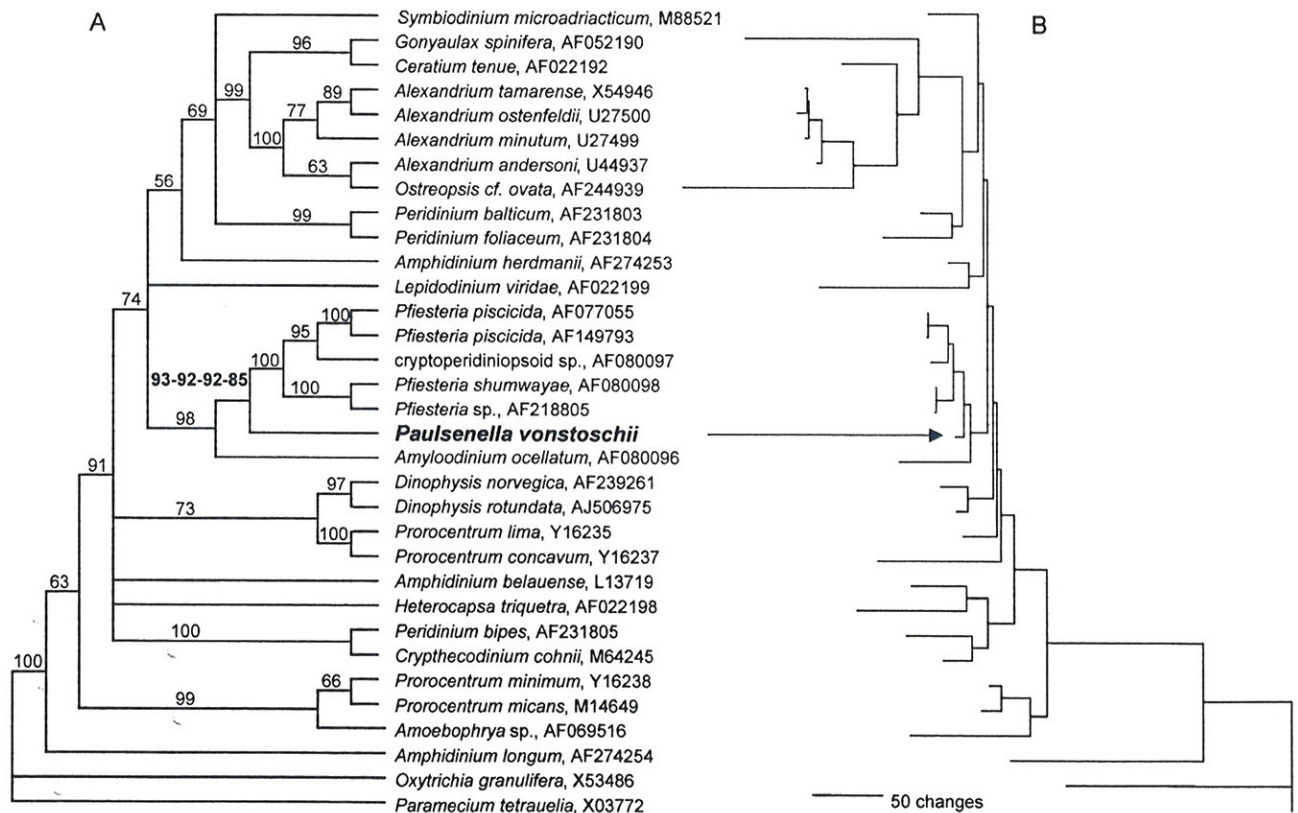 A
B
Symbiodinium microadriacticum, M88521
Gonyaulax spinifera, AF052190
96
Ceratium tenue, AF022192
99
Alexandrium tamarense, X54946
89
69
77
Alexandrium ostenfeldii, U27500
100
Alexandrium minutum, U27499
Alexandrium andersoni, U44937
63
Ostreopsis cf. ovata, AF244939
56
Peridinium balticum, AF231803
99
Peridinium foliaceum, AF231804
Amphidinium herdmanii, AF274253
Lepidodinium viridae, AF022199
74
Pfiesteria piscicida, AF077055
100
95
Pfiesteria piscicida, AF149793
cryptoperidiniopsoid sp., AF080097
100
93-92-92-85
Pfiesteria shumwayae, AF080098
100
Pfiesteria sp., AF218805
98
Paulsenella vonstoschii
Amyloodinium ocellatum, AF080096
91
Dinophysis norvegica, AF239261
97
73
Dinophysis rotundata, AJ506975
Prorocentrum lima, Y16235
100
Prorocentrum concavum, Y16237
63
Amphidinium belauense, L13719
Heterocapsa triquetra, AF022198
Peridinium bipes, AF231805
100
Crypthecodinium cohnii, M64245
100
Prorocentrum minimum, Y16238
66
99
Prorocentrum micans, M14649
Amoebophrya sp., AF069516
Amphidinium longum, AF274254
Oxytrichia granulifera, X53486
Paramecium tetrauelia, X03772
50 changes